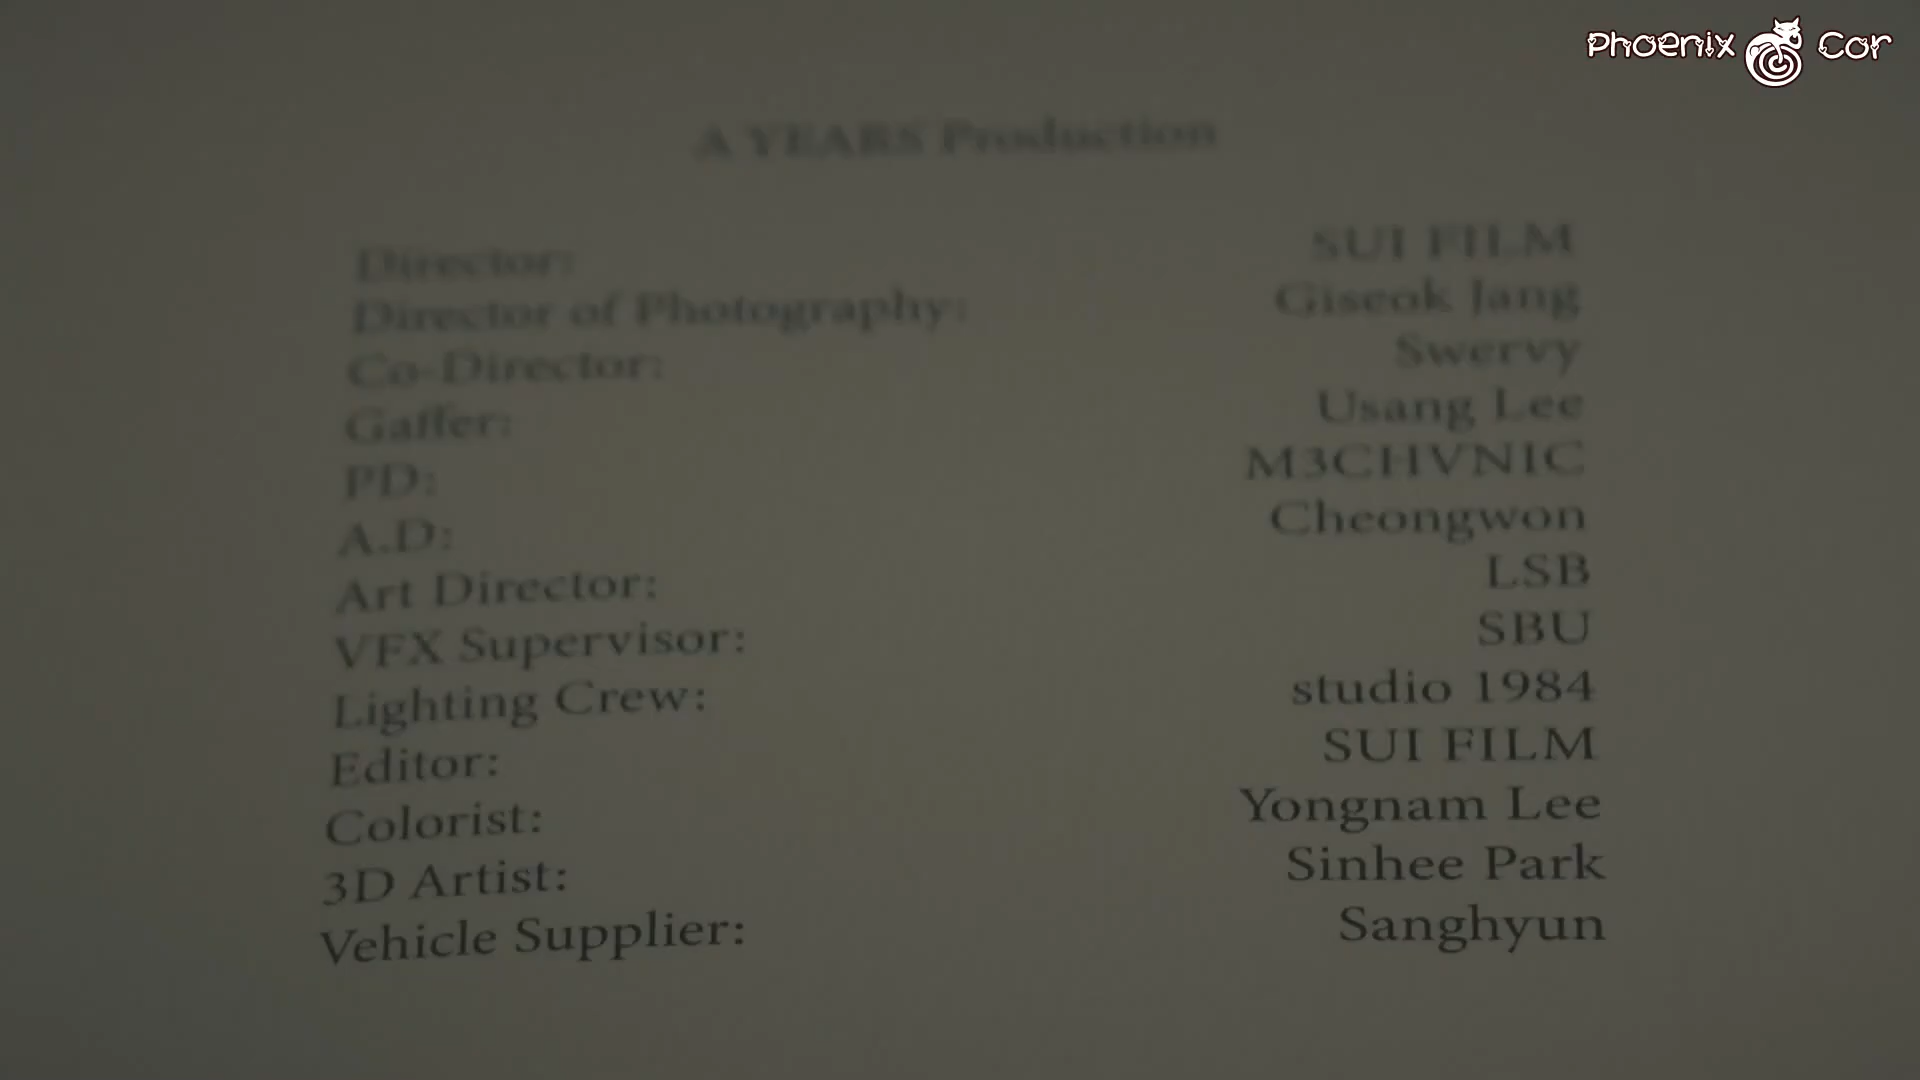 Phoenix Cor
A YEARS Production
Director: SUI FILM
Director of Photography: Giseok Jang
Co-Director: Swervy
Gaffer: Usang Lee
PD: M3CHVNIC
A.D: Cheongwon
Art Director: LSB
VFX Supervisor: SBU
Lighting Crew: studio 1984
Editor: SUI FILM
Colorist: Yongnam Lee
3D Artist: Sinhee Park
Vehicle Supplier: Sanghyun